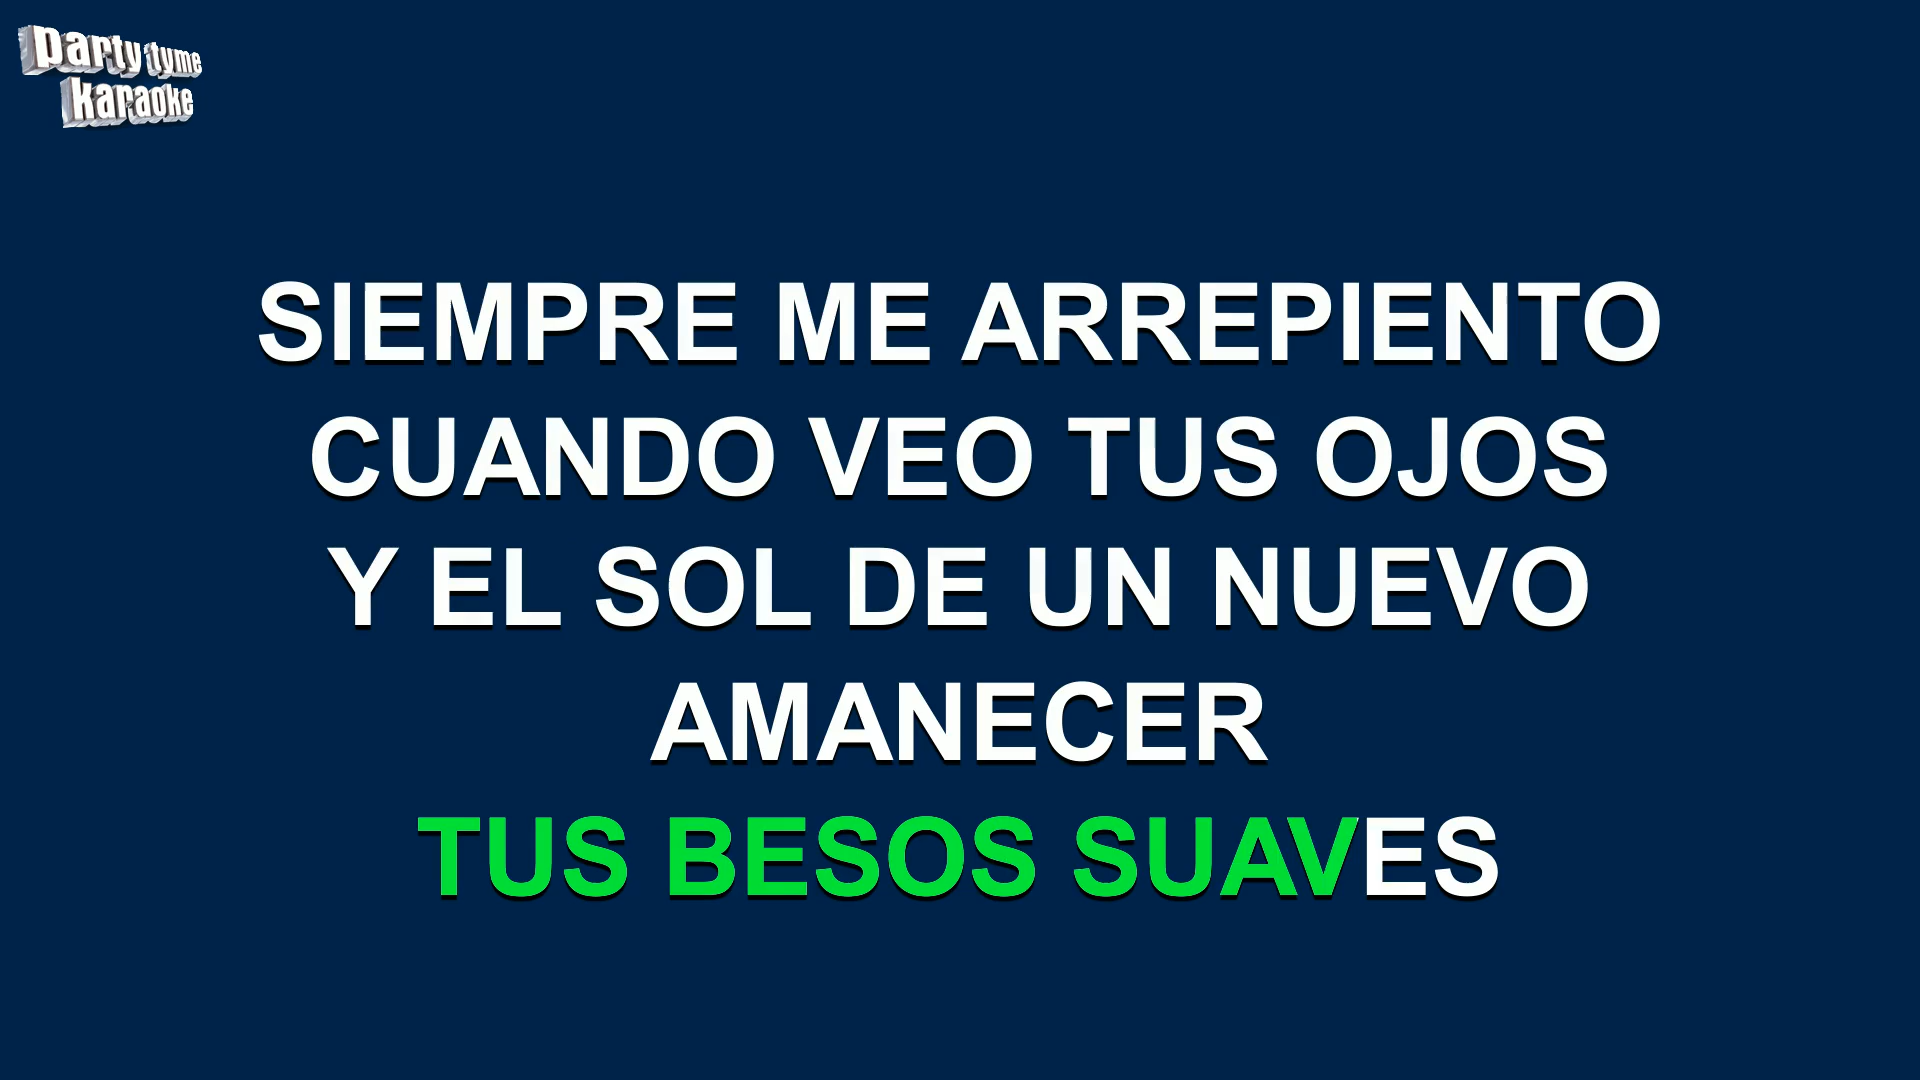 party tyme
karaoke
SIEMPRE ME ARREPIENTO
CUANDO VEO TUS OJOS
Y EL SOL DE UN NUEVO
AMANECER
TUS BESOS SUAVES